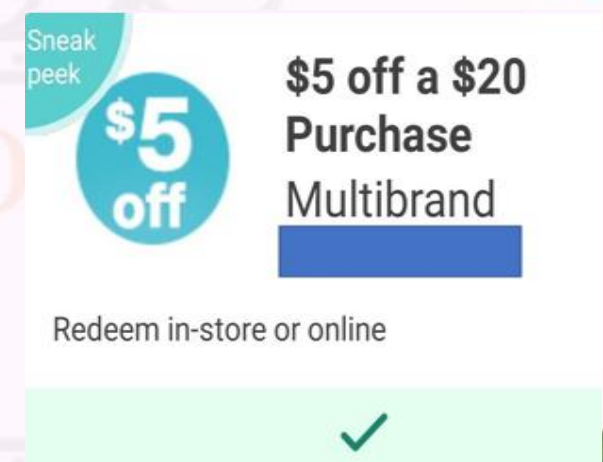 Sneak
peek
$5
off
$5 off a $20
Purchase
Multibrand
Redeem in-store or online